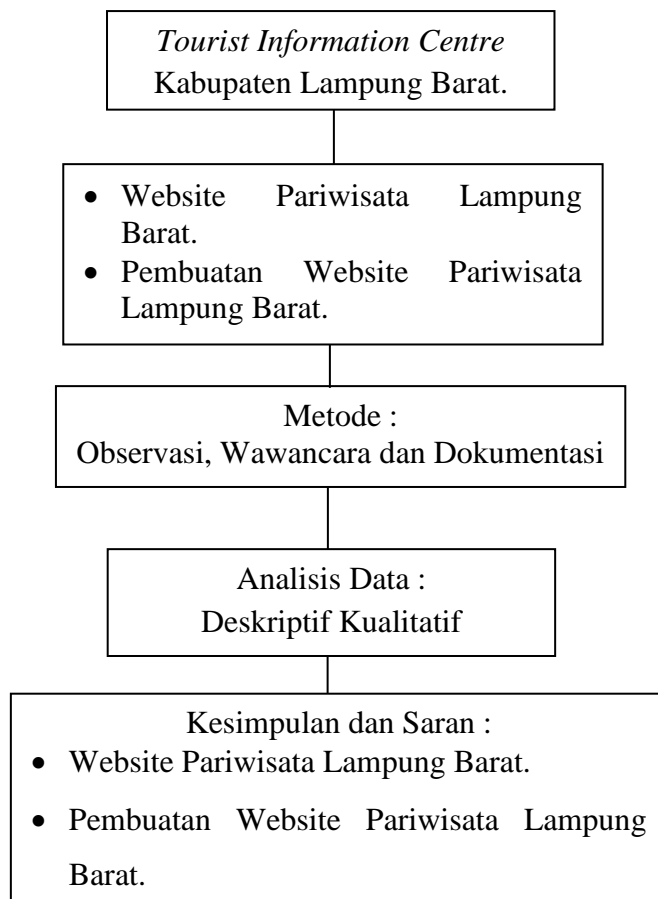 Tourist Information Centre
Kabupaten Lampung Barat.
• Website Pariwisata Lampung
Barat.
• Pembuatan Website Pariwisata
Lampung Barat.
Metode :
Observasi, Wawancara dan Dokumentasi
Analisis Data :
Deskriptif Kualitatif
Kesimpulan dan Saran :
• Website Pariwisata Lampung Barat.
• Pembuatan Website Pariwisata Lampung
Barat.